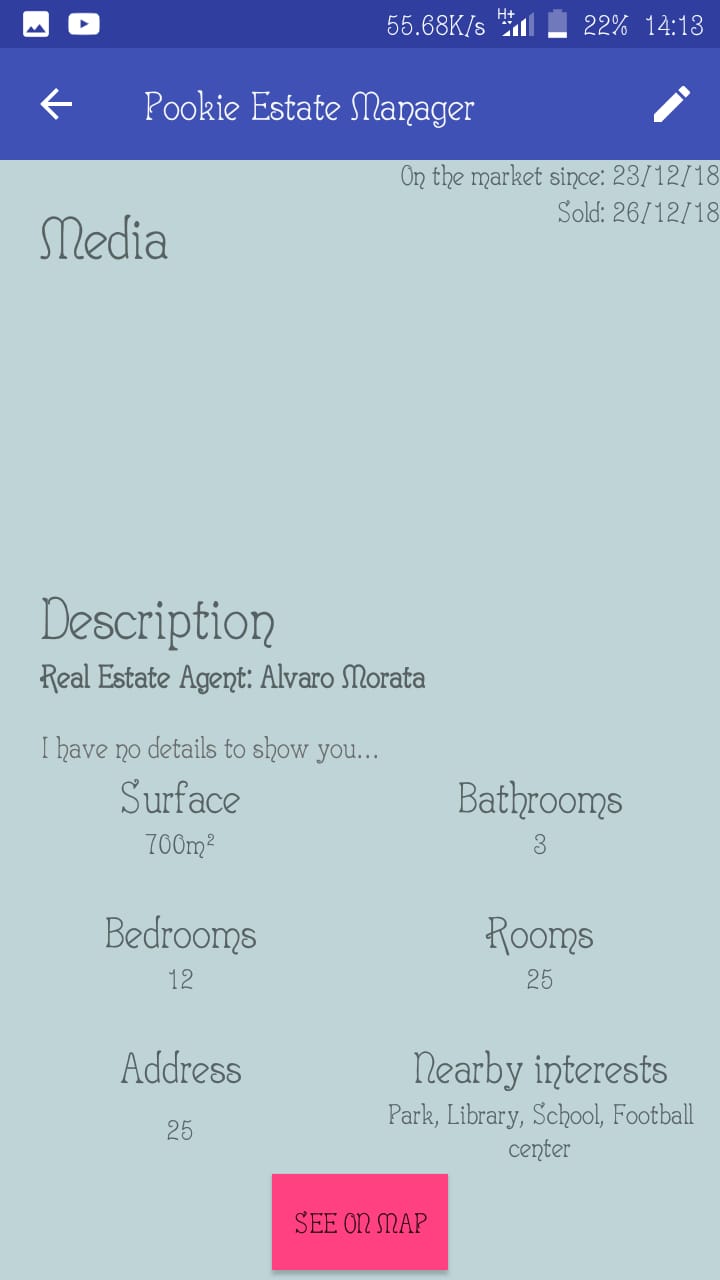 55.68K/s H+ 22% 14:13
Pookie Estate Manager
On the market since: 23/12/18
Sold: 26/12/18
Media
Description
Real Estate Agent: Alvaro Morata
I have no details to show you...
Surface
Bathrooms
700m²
3
Bedrooms
Rooms
12
25
Address
Nearby interests
25
Park, Library, School, Football
center
SEE ON MAP